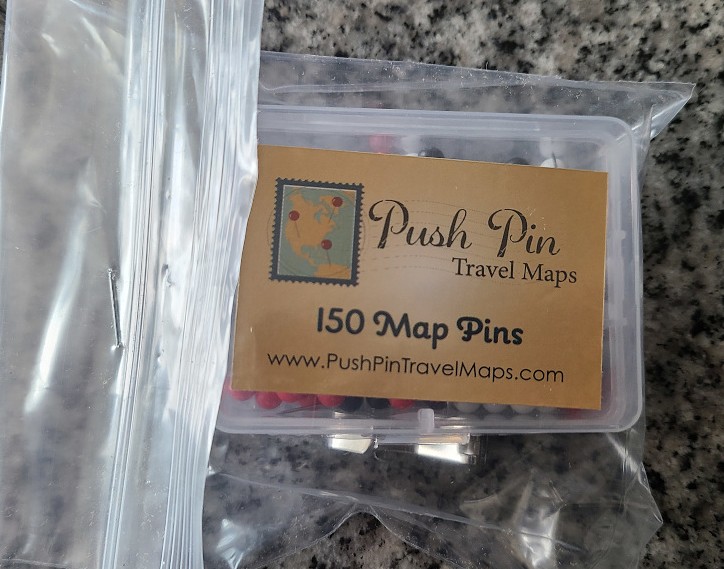 Push Pin
Travel Maps
150 Map Pins
www.PushPinTravelMaps.com